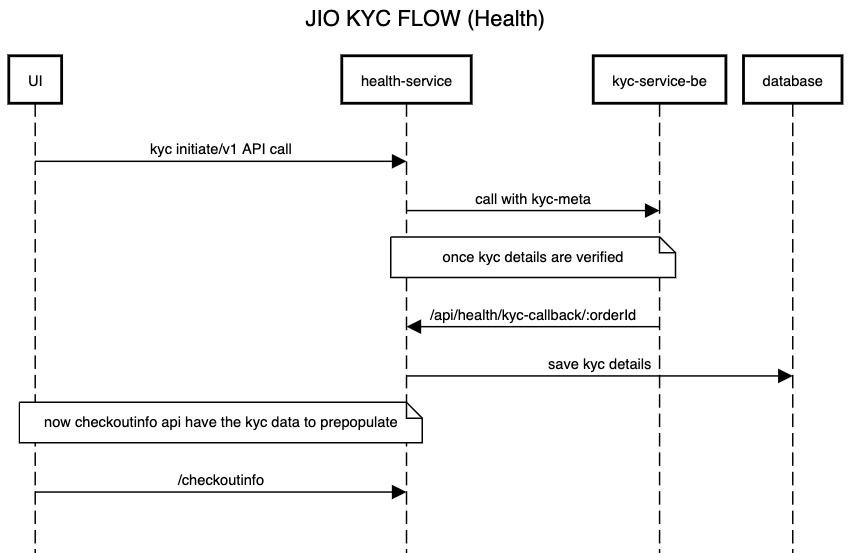 JIO KYC FLOW (Health)
UI
health-service
kyc-service-be
database
kyc initiate/v1 API call
call with kyc-meta
once kyc details are verified
/api/health/kyc-callback/:orderId
save kyc details
now checkoutinfo api have the kyc data to prepopulate
/checkoutinfo